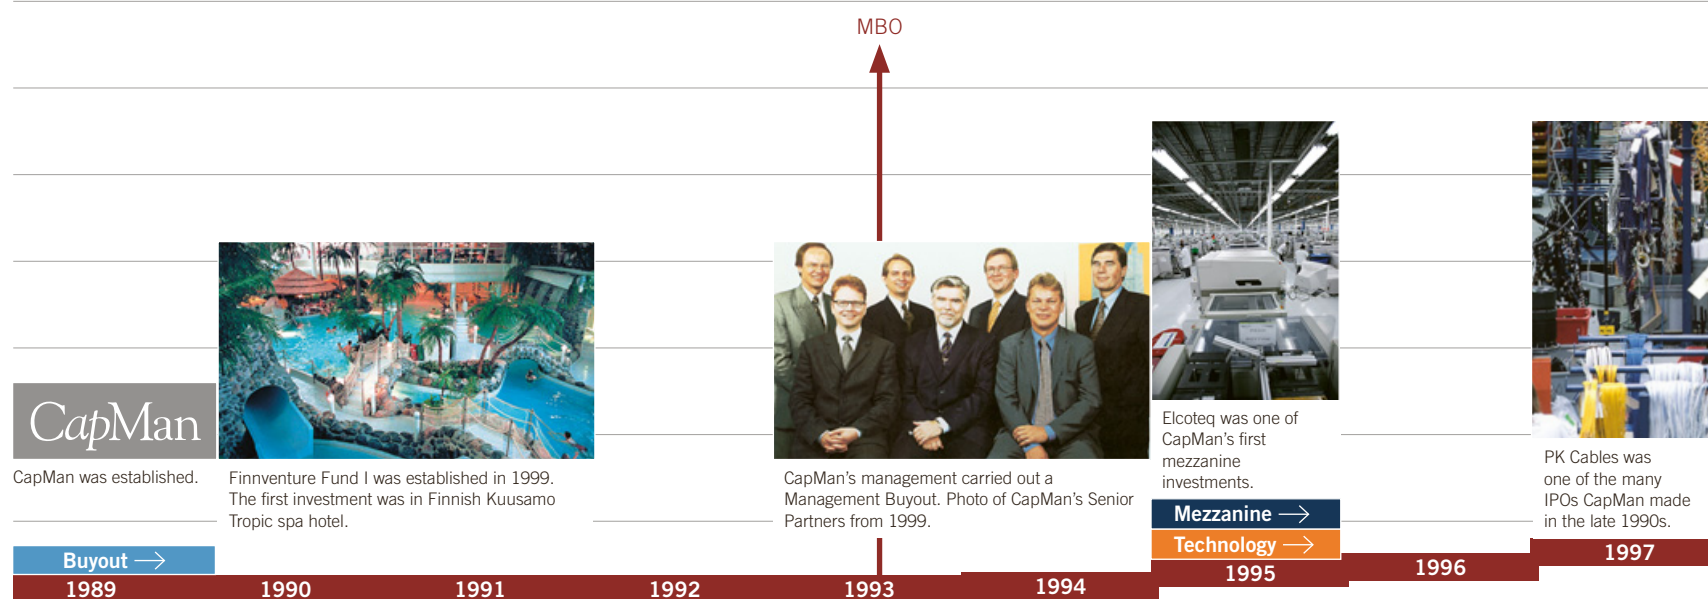 MBO
CapMan
CapMan was established.
Finnventure Fund I was established in 1999.
The first investment was in Finnish Kuusamo
Tropic spa hotel.
CapMan’s management carried out a
Management Buyout. Photo of CapMan’s Senior
Partners from 1999.
Elcoteq was one of
CapMan’s first
mezzanine
investments.
PK Cables was
one of the many
IPOs CapMan made
in the late 1990s.
Buyout
Mezzanine
Technology
1989
1990
1991
1992
1993
1994
1995
1996
1997